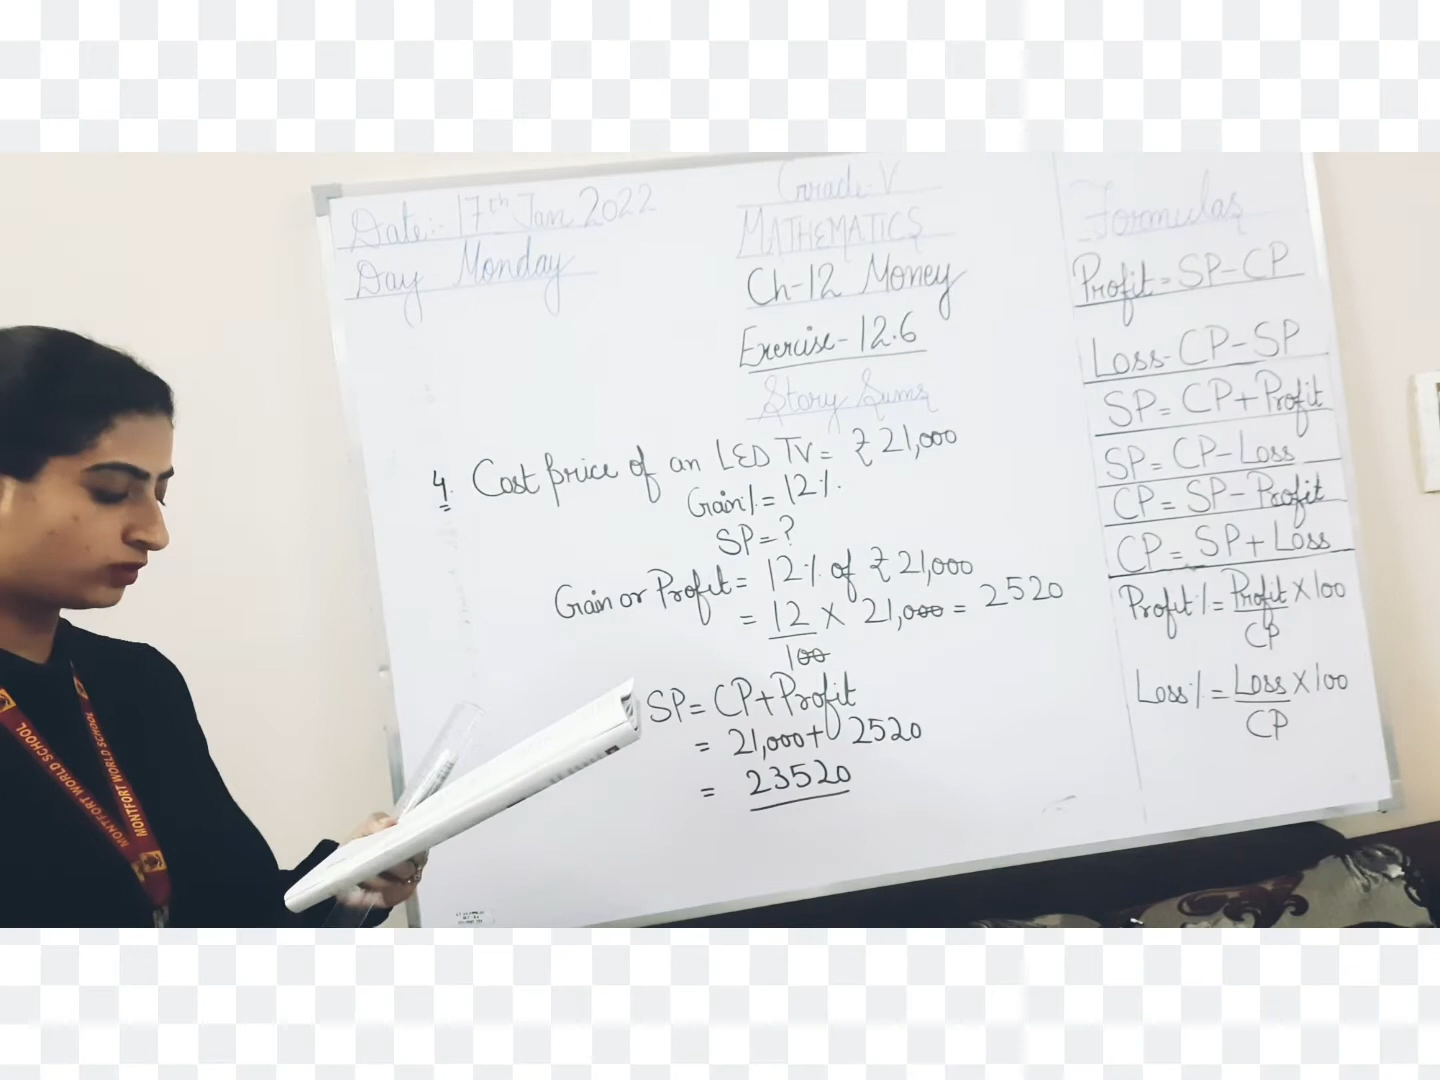 Date:- 17th Jan 2022
Day Monday
Grade-V
MATHEMATICS
Ch-12 Money
Exercise-12.6
Story Sums
4. Cost price of an LED TV = ₹ 21,000
Gain% = 12%.
SP = ?
Gain or Profit = 12% of ₹ 21,000
= 12/100 X 21,000 = 2520
SP = CP + Profit
= 21,000 + 2520
= 23520
Formulas
Profit = SP - CP
Loss - CP - SP
SP = CP + Profit
SP = CP - Loss
CP = SP - Profit
CP = SP + Loss
Profit % = Profit/CP X 100
Loss % = Loss/CP X 100
MONTFORT WORLD SCHOOL
MONTFORT WORLD SCHOOL
MONTFORT